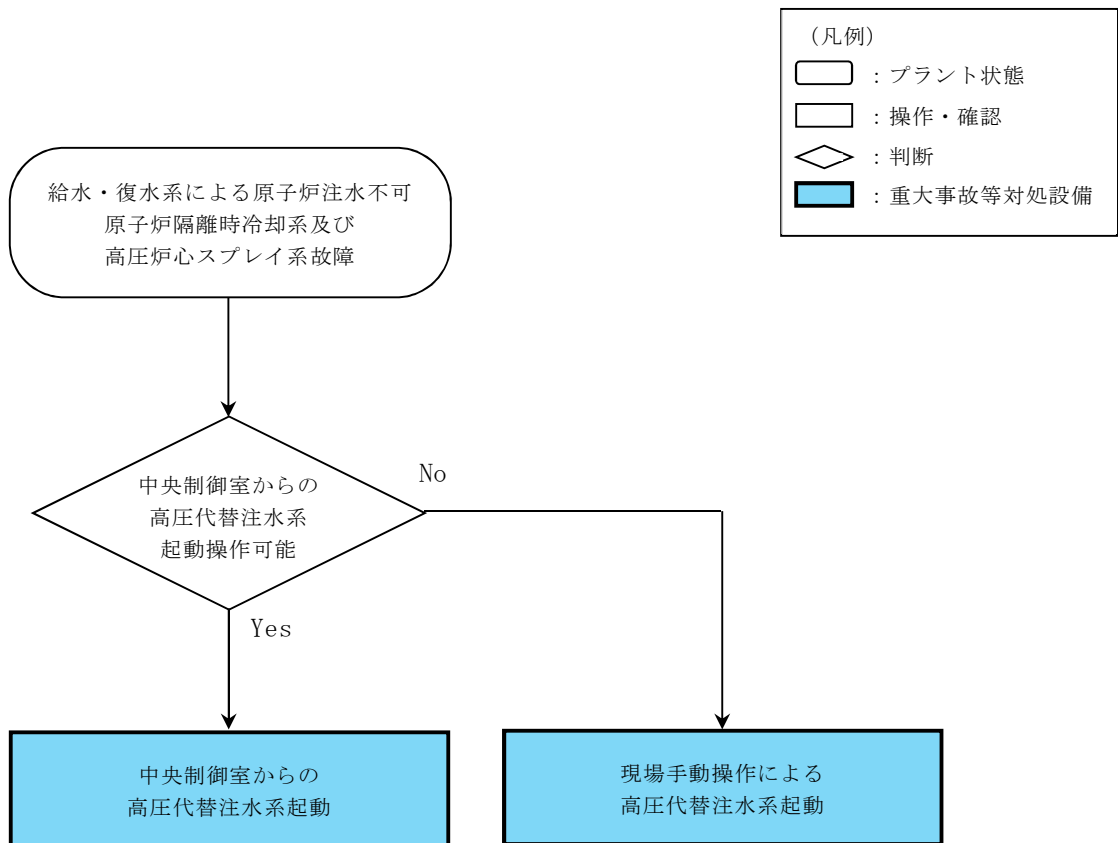 (凡例)
：プラント状態
：操作・確認
：判断
：重大事故等対処設備
給水・復水系による原子炉注水不可
原子炉隔離時冷却系及び
高圧炉心スプレイ系故障
中央制御室からの
高圧代替注水系
起動操作可能
No
Yes
中央制御室からの
高圧代替注水系起動
現場手動操作による
高圧代替注水系起動